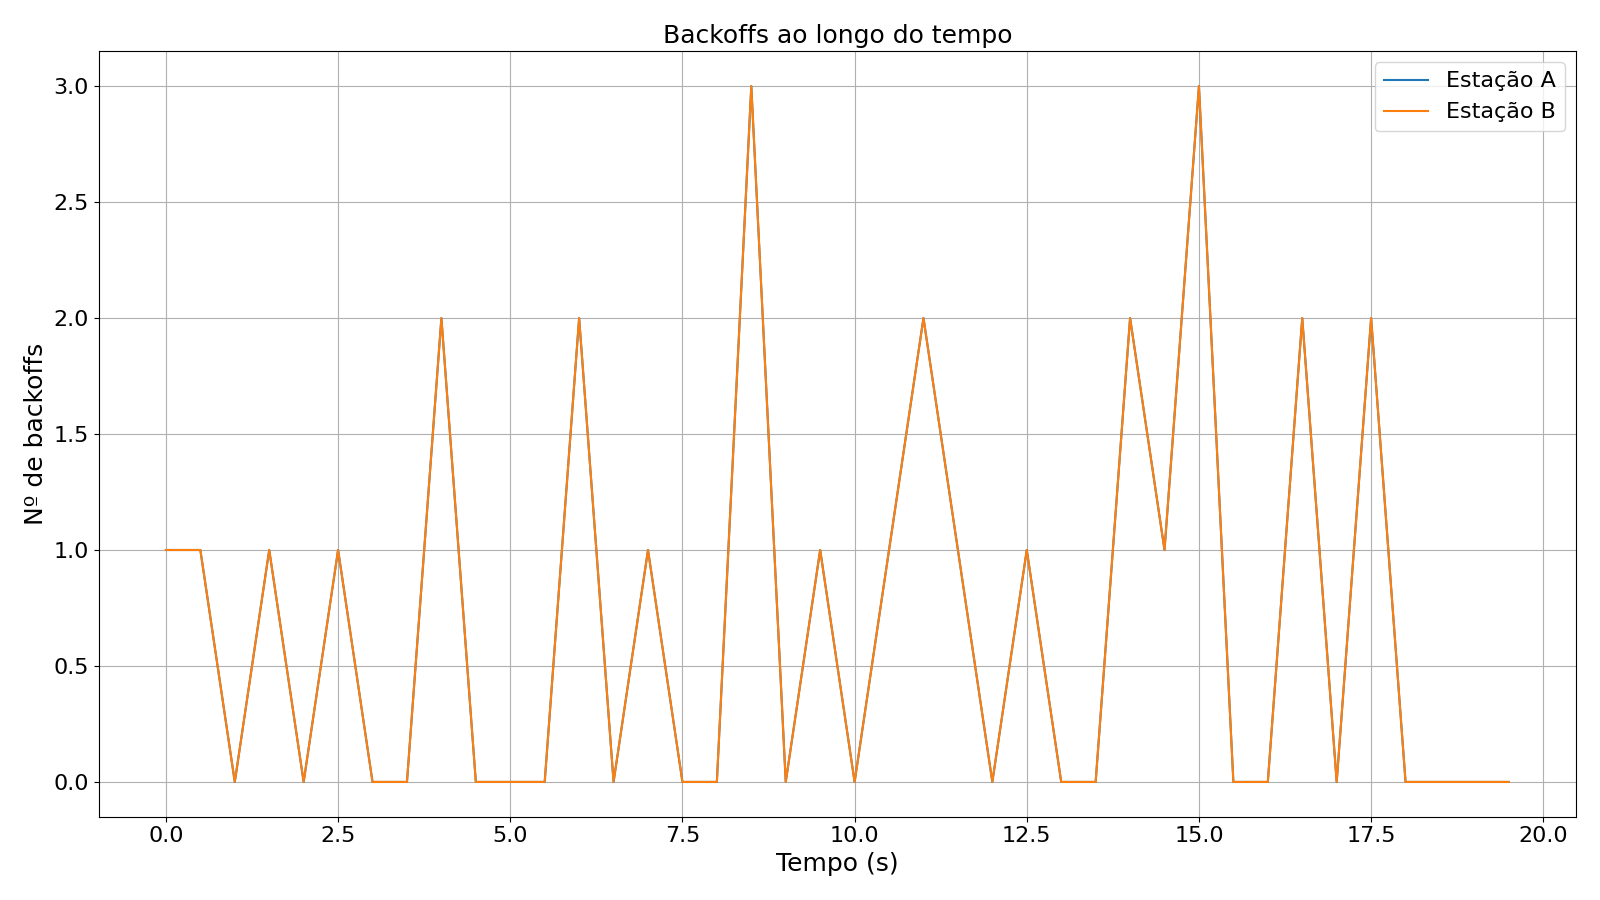 Backoffs ao longo do tempo
Estação A
Estação B
Nº de backoffs
3.0
2.5
2.0
1.5
1.0
0.5
0.0
0.0 2.5 5.0 7.5 10.0 12.5 15.0 17.5 20.0
Tempo (s)